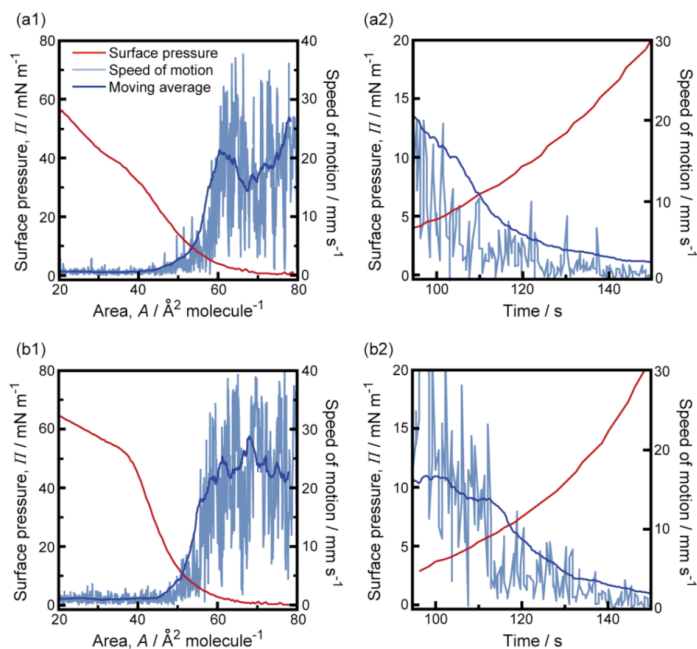 (a1)
Surface pressure, Π / mN m⁻¹
80
60
40
20
0
Surface pressure
Speed of motion
Moving average
40
30
20
10
0
Speed of motion / mm s⁻¹
20 40 60 80
Area, A / Å² molecule⁻¹
(a2)
Surface pressure, Π / mN m⁻¹
20
15
10
5
0
30
20
10
0
Speed of motion / mm s⁻¹
100 120 140
Time / s
(b1)
Surface pressure, Π / mN m⁻¹
80
60
40
20
0
40
30
20
10
0
Speed of motion / mm s⁻¹
20 40 60 80
Area, A / Å² molecule⁻¹
(b2)
Surface pressure, Π / mN m⁻¹
20
15
10
5
0
30
20
10
0
Speed of motion / mm s⁻¹
100 120 140
Time / s